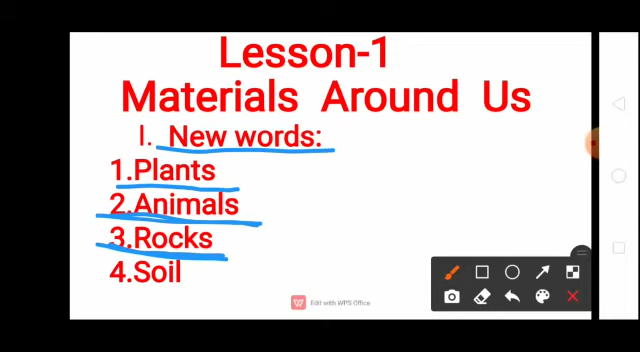 Lesson-1
Materials Around Us
I. New words:
1.Plants
2.Animals
3.Rocks
4.Soil
Edit with WPS Office